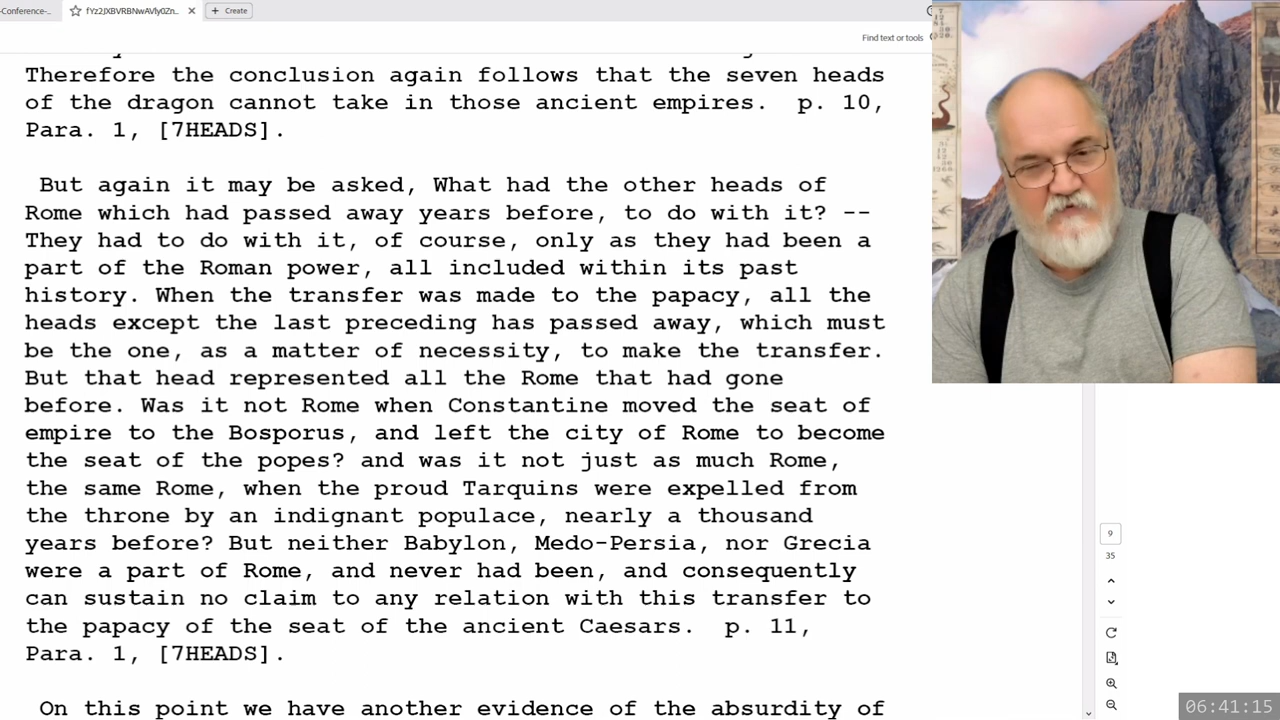 -Conference-...
fYz2JXBVRBNwAVly0Zn...
Create
Find text or tools
Therefore the conclusion again follows that the seven heads
of the dragon cannot take in those ancient empires.  p. 10,
Para. 1, [7HEADS].
But again it may be asked, What had the other heads of
Rome which had passed away years before, to do with it? --
They had to do with it, of course, only as they had been a
part of the Roman power, all included within its past
history. When the transfer was made to the papacy, all the
heads except the last preceding has passed away, which must
be the one, as a matter of necessity, to make the transfer.
But that head represented all the Rome that had gone
before. Was it not Rome when Constantine moved the seat of
empire to the Bosporus, and left the city of Rome to become
the seat of the popes? and was it not just as much Rome,
the same Rome, when the proud Tarquins were expelled from
the throne by an indignant populace, nearly a thousand
years before? But neither Babylon, Medo-Persia, nor Grecia
were a part of Rome, and never had been, and consequently
can sustain no claim to any relation with this transfer to
the papacy of the seat of the ancient Caesars.  p. 11,
Para. 1, [7HEADS].
On this point we have another evidence of the absurdity of
9
35
06:41:15